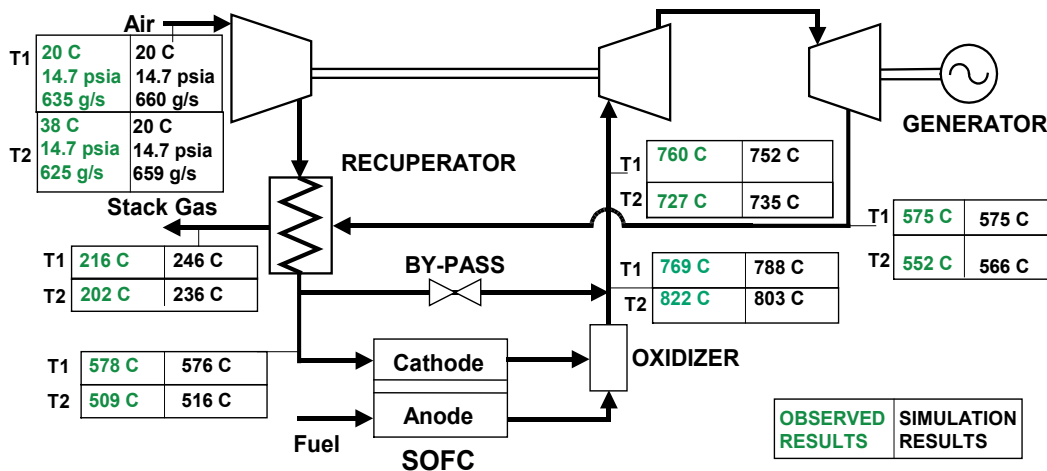 Air
T1
20 C
14.7 psia
635 g/s
20 C
14.7 psia
660 g/s
T2
38 C
14.7 psia
625 g/s
20 C
14.7 psia
659 g/s
GENERATOR
RECUPERATOR
T1
760 C
752 C
T2
727 C
735 C
Stack Gas
T1
575 C
575 C
T2
552 C
566 C
T1
216 C
246 C
T2
202 C
236 C
BY-PASS
T1
769 C
788 C
T2
822 C
803 C
T1
578 C
576 C
T2
509 C
516 C
Cathode
OXIDIZER
Anode
Fuel
SOFC
OBSERVED
RESULTS
SIMULATION
RESULTS